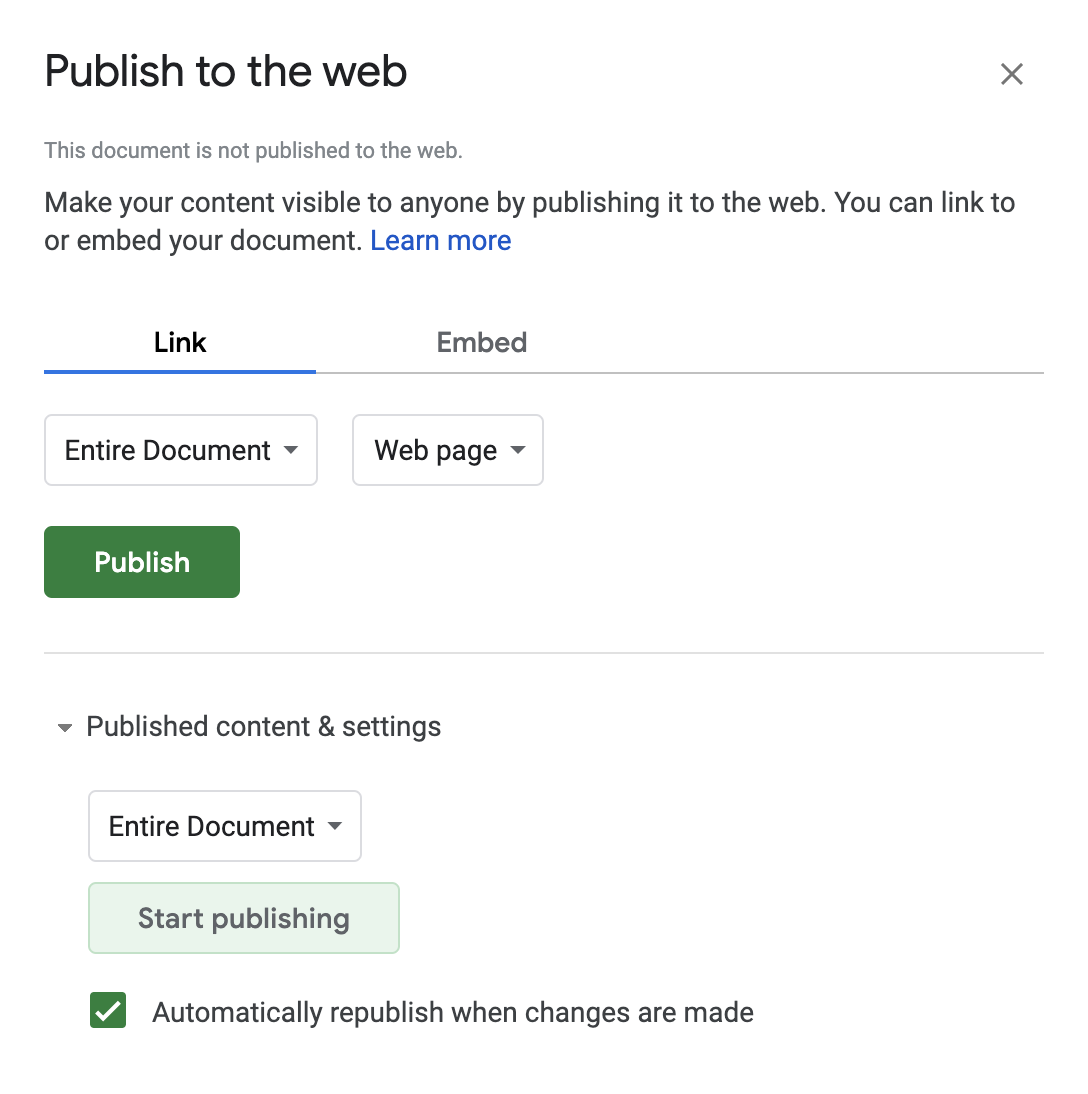 Publish to the web
This document is not published to the web.
Make your content visible to anyone by publishing it to the web. You can link to
or embed your document. Learn more
Link Embed
Entire Document Web page
Publish
Published content & settings
Entire Document
Start publishing
Automatically republish when changes are made